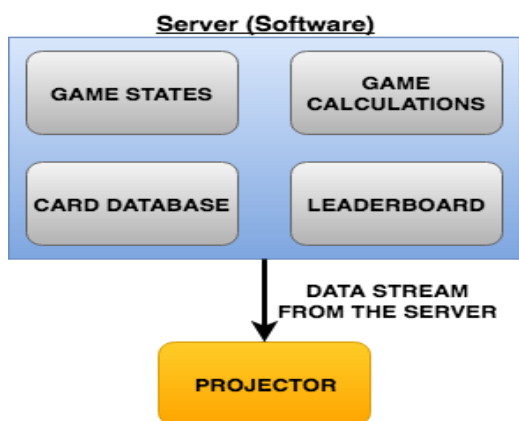 Server (Software)
GAME STATES
GAME
CALCULATIONS
CARD DATABASE
LEADERBOARD
DATA STREAM
FROM THE SERVER
PROJECTOR